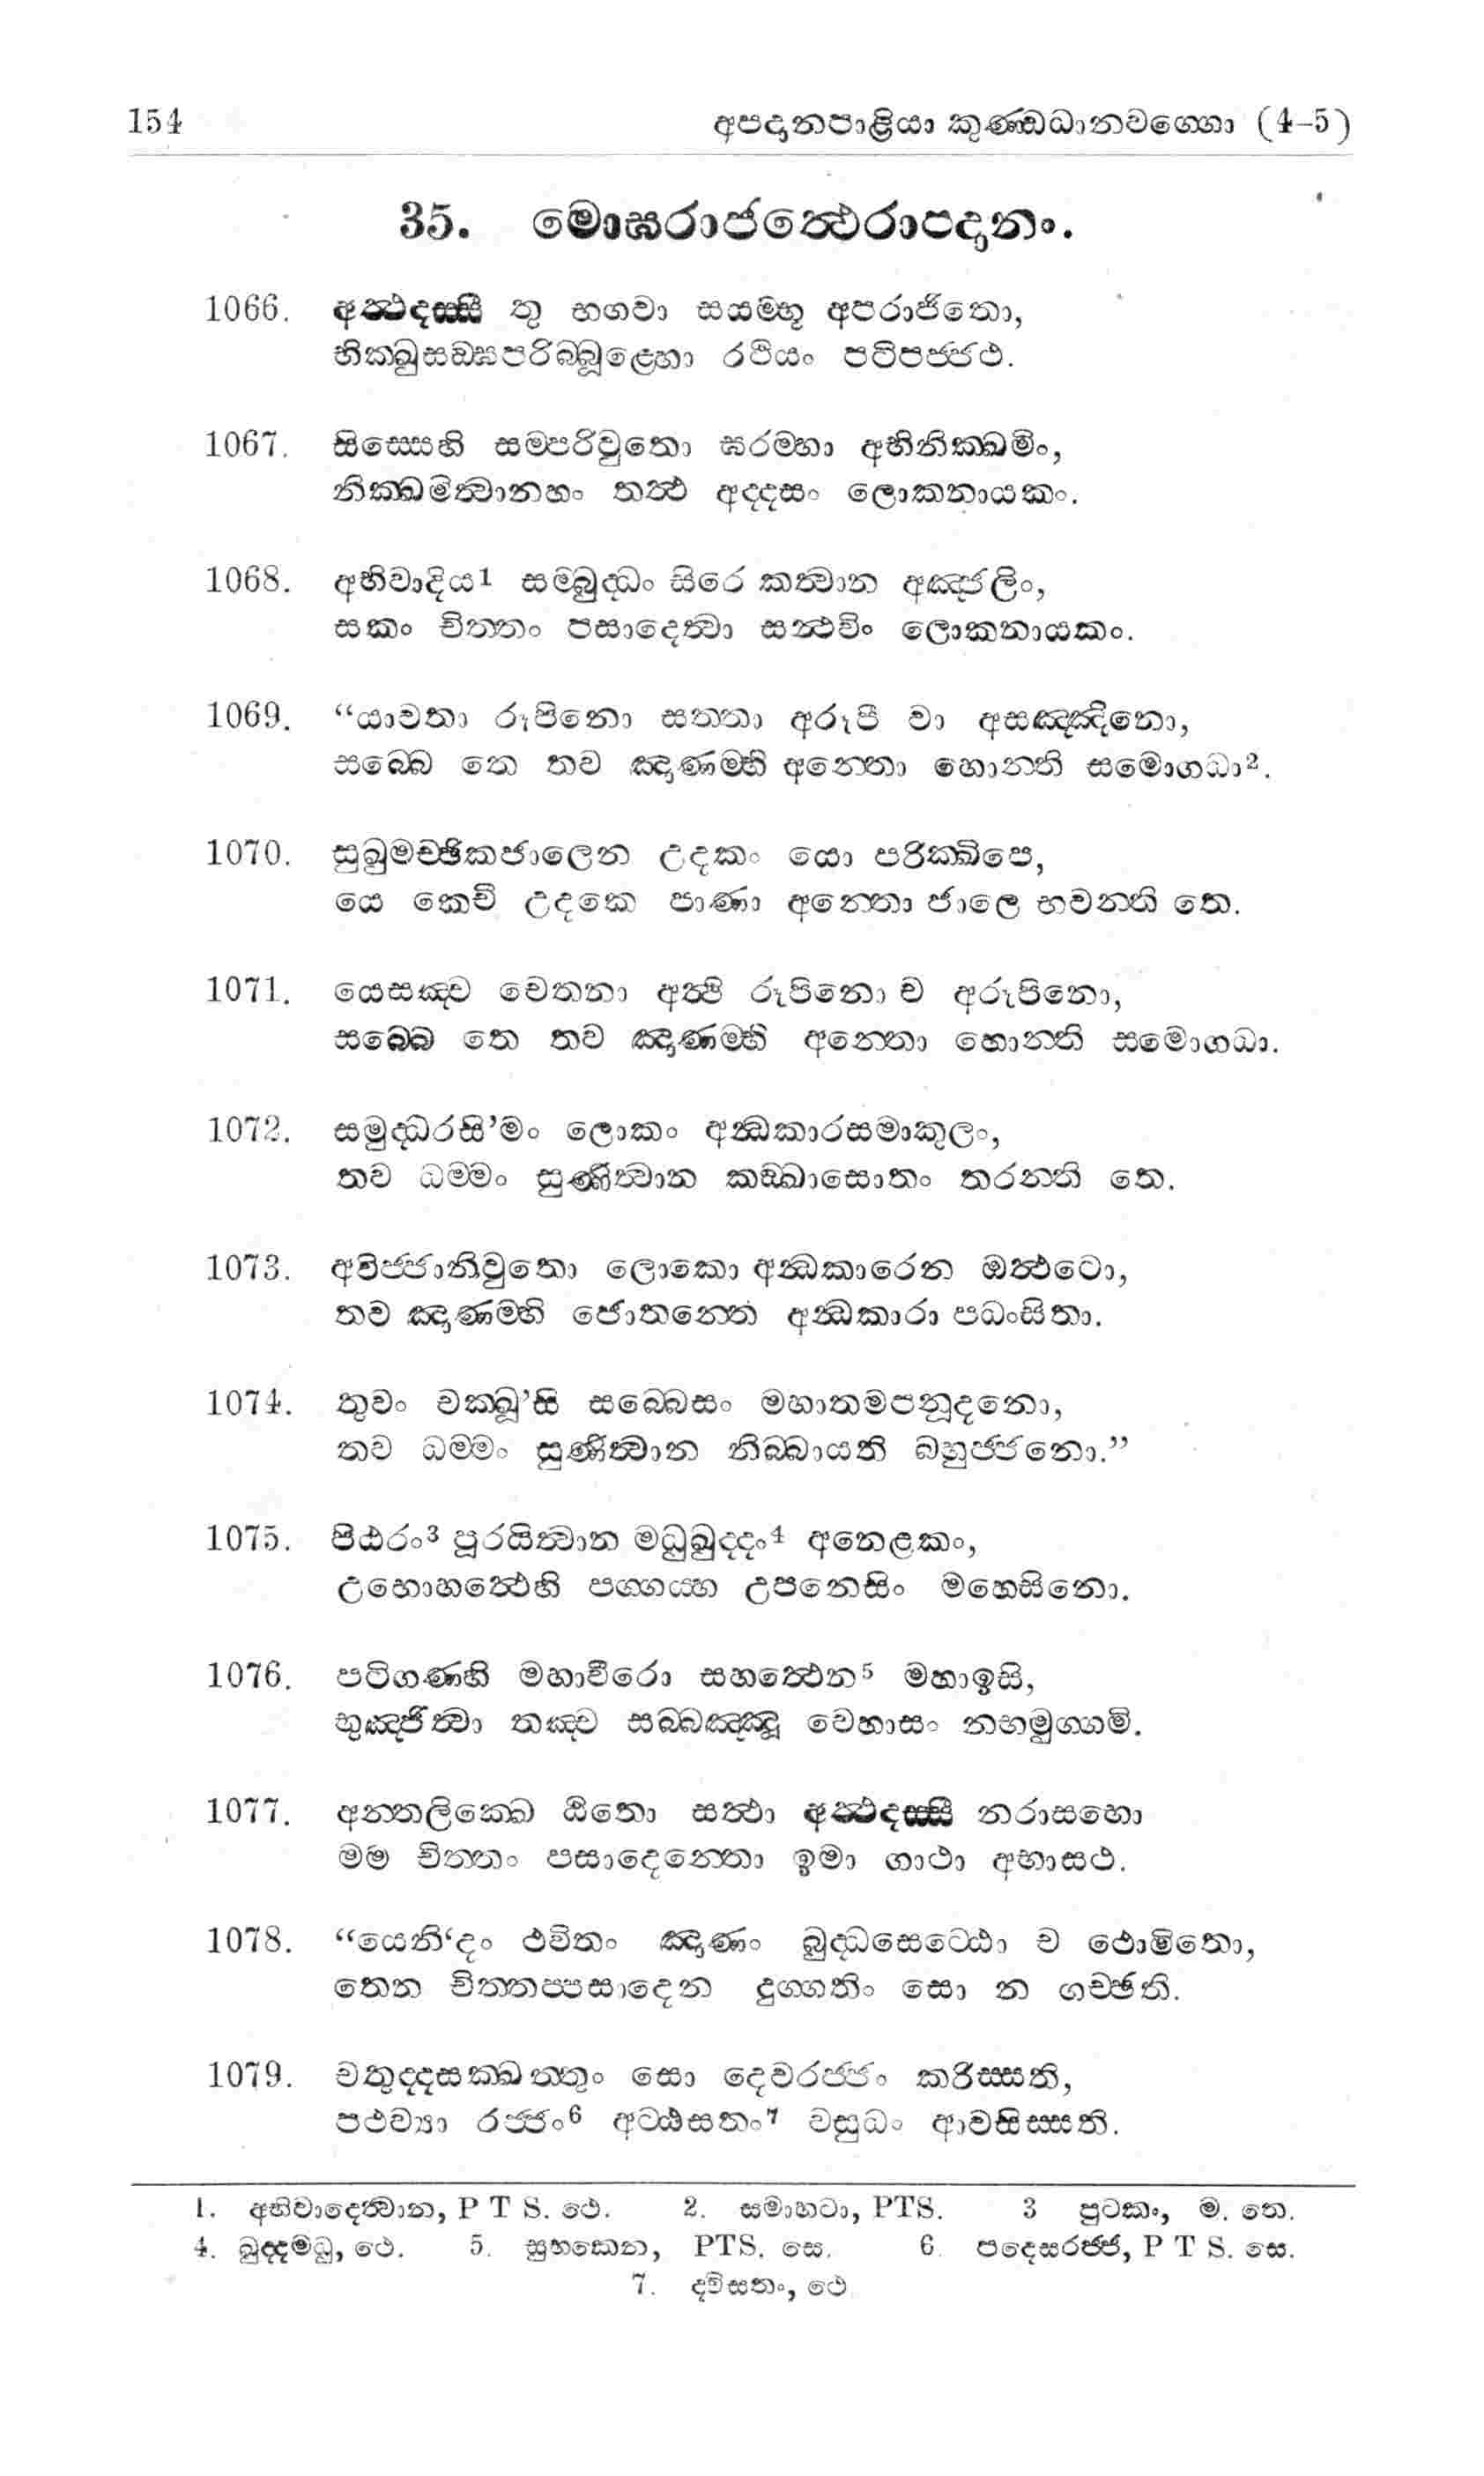 154 අපදානපාළියා කුණ්ඩධානවග්ගො (4-5)
35. මොඝරාජත්ථෙරාපදානං.
1066. අත්ථදස්සී තු භගවා සයම්භූ අපරාජිතො,
භික්ඛුසඞ්ඝපරිබ්බූළ්හො රථියං පටිපජ්ජථ.
1067. සිස්සෙහි සම්පරිවුතො ඝරම්හා අභිනික්ඛමිං,
නික්ඛමිත්වානහං තත්ථ අද්දසං ලොකනායකං.
1068. අභිවාදිය1 සම්බුද්ධං සිරෙ කත්වාන අඤ්ජලිං,
සකං චිත්තං පසාදෙත්වා සන්ථවිං ලොකනායකං.
1069. “යාවතා රූපිනො සත්තා අරූපී වා අසඤ්ඤිනො,
සබ්බෙ තෙ තව ඤාණම්හි අන්තො හොන්ති සමොගධා2.
1070. සුඛුමච්ඡිකජාලෙන උදකං යො පරික්ඛිපෙ,
යෙ කෙචි උදකෙ පාණා අන්තො ජාලෙ භවන්ති තෙ.
1071. යෙසඤ්ච චෙතනා අත්ථි රූපිනො ච අරූපිනො,
සබ්බෙ තෙ තව ඤාණම්හි අන්තො හොන්ති සමොගධා.
1072. සමුද්ධරසි’මං ලොකං අන්ධකාරසමාකුලං,
තව ධම්මං සුණිත්වාන කඞ්ඛාසොතං තරන්ති තෙ.
1073. අවිජ්ජානිවුතො ලොකො අන්ධකාරෙන ඔත්ථටො,
තව ඤාණම්හි ජොතන්තෙ අන්ධකාරා පධංසිතා.
1074. තුවං චක්ඛූ’සි සබ්බෙසං මහාතමපනූදනො,
තව ධම්මං සුණිත්වාන නිබ්බායති බහුජ්ජනො.”
1075. පිඨරං3 පූරයිත්වාන මධුඛුද්දං4 අනෙළකං,
උභොහත්ථෙහි පග්ගය්හ උපනෙසිං මහෙසිනො.
1076. පටිගණ්හි මහාවීරො සහත්ථෙන5 මහාඉසි,
භුඤ්ජිත්වා තඤ්ච සබ්බඤ්ඤූ වෙහාසං නභමුග්ගමි.
1077. අන්තලික්ඛෙ ඨිතො සත්ථා අත්ථදස්සී නරාසභො
මම චිත්තං පසාදෙන්තො ඉමා ගාථා අභාසථ.
1078. “යෙනි‘දං ථවිතං ඤාණං බුද්ධසෙට්ඨො ච ථොමිතො,
තෙන චිත්තප්පසාදෙන දුග්ගතිං සො න ගච්ඡති.
1079. චතුද්දසක්ඛත්තුං සො දෙවරජ්ජං කරිස්සති,
පථව්‍යා රජ්ජං6 අට්ඨසතං7 වසුධං ආවසිස්සති.
1. අභිවාදෙත්වාන, P T S. ථෙ. 2. සමාහටා, PTS. 3 පුටකං, ම. තෙ.
4. ඛුද්දමධු, ථෙ. 5. සුභකෙන, PTS. සෙ. 6. පදෙසරජ්ජ, P T S. සෙ.
7. ද්විසතං, ථෙ